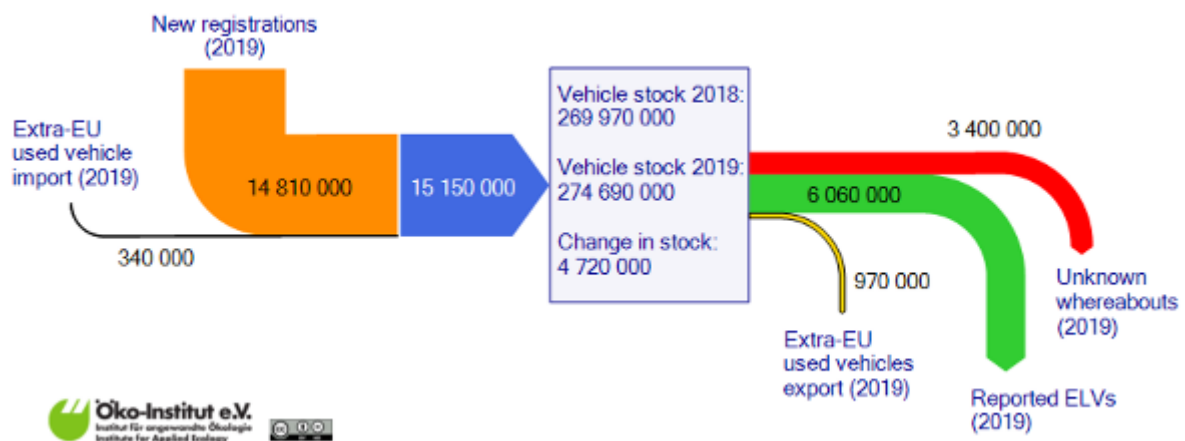 New registrations
(2019)
Extra-EU
used vehicle
import (2019)
14 810 000
15 150 000
340 000
Vehicle stock 2018:
269 970 000
Vehicle stock 2019:
274 690 000
Change in stock:
4 720 000
3 400 000
6 060 000
970 000
Unknown
whereabouts
(2019)
Extra-EU
used vehicles
export (2019)
Reported ELVs
(2019)
Öko-Institut e.V.
Institut für angewandte Ökologie
Institute for Applied Ecology